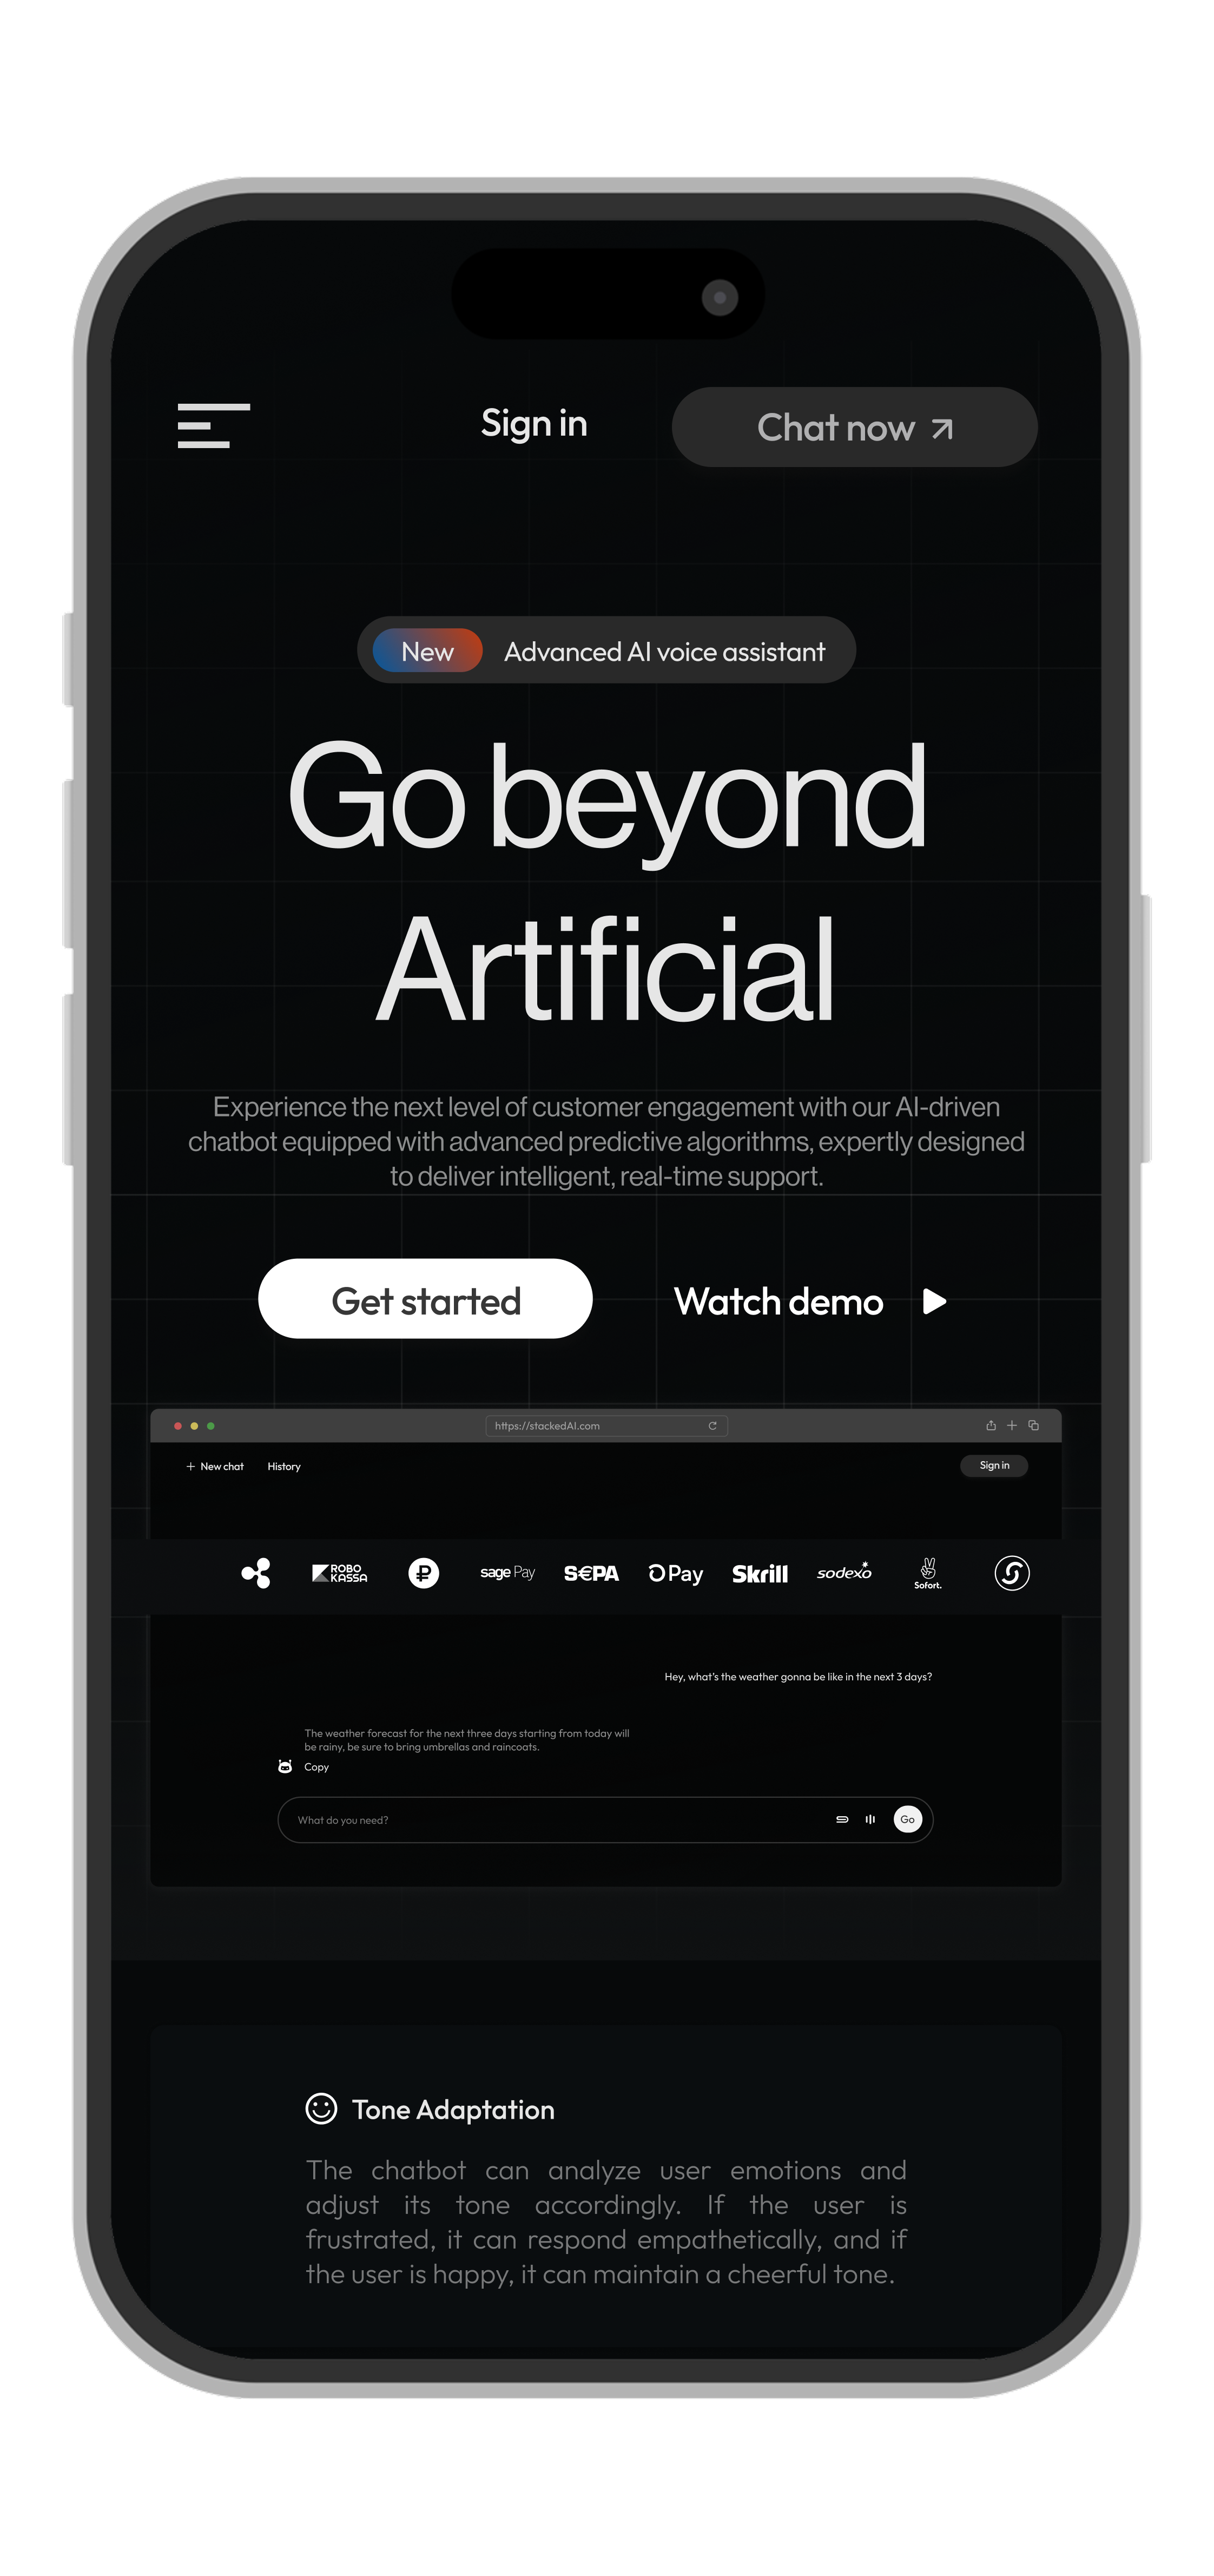 Sign in
Chat now
New
Advanced AI voice assistant
Go beyond
Artificial
Experience the next level of customer engagement with our AI-driven
chatbot equipped with advanced predictive algorithms, expertly designed
to deliver intelligent, real-time support.
Get started
Watch demo
https://stackedAI.com
New chat
History
Sign in
ROBO
KASSA
sage Pay
S€PA
OPay
Skrill
sodexo
Sofort.
Hey, what's the weather gonna be like in the next 3 days?
The weather forecast for the next three days starting from today will
be rainy, be sure to bring umbrellas and raincoats.
Copy
What do you need?
Go
Tone Adaptation
The chatbot can analyze user emotions and
adjust its tone accordingly. If the user is
frustrated, it can respond empathetically, and if
the user is happy, it can maintain a cheerful tone.